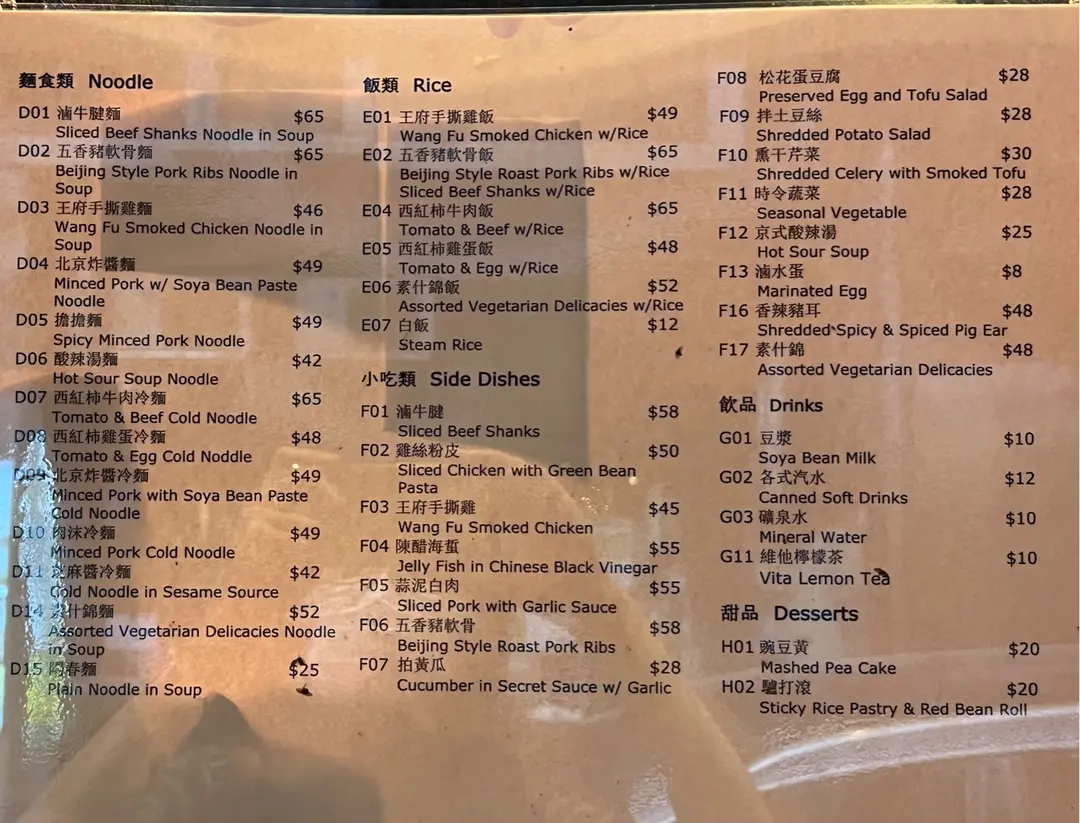 麵食類 Noodle
D01 滷牛腱麵 $65
Sliced Beef Shanks Noodle in Soup
D02 五香豬軟骨麵 $65
Beijing Style Pork Ribs Noodle in
Soup
D03 王府手撕雞麵 $46
Wang Fu Smoked Chicken Noodle in
Soup
D04 北京炸醬麵 $49
Minced Pork w/ Soya Bean Paste
Noodle
D05 擔擔麵 $49
Spicy Minced Pork Noodle
D06 酸辣湯麵 $42
Hot Sour Soup Noodle
D07 西紅柿牛肉冷麵 $65
Tomato & Beef Cold Noodle
D08 西紅柿雞蛋冷麵 $48
Tomato & Egg Cold Noddle
D09 北京炸醬冷麵 $49
Minced Pork with Soya Bean Paste
Cold Noodle
D10 肉沫冷麵 $49
Minced Pork Cold Noodle
D11 芝麻醬冷麵 $42
Cold Noodle in Sesame Source
D14 素什錦麵 $52
Assorted Vegetarian Delicacies Noodle
in Soup
D15 陽春麵 $25
Plain Noodle in Soup
飯類 Rice
E01 王府手撕雞飯 $49
Wang Fu Smoked Chicken w/Rice
E02 五香豬軟骨飯 $65
Beijing Style Roast Pork Ribs w/Rice
Sliced Beef Shanks w/Rice
E04 西紅柿牛肉飯 $65
Tomato & Beef w/Rice
E05 西紅柿雞蛋飯 $48
Tomato & Egg w/Rice
E06 素什錦飯 $52
Assorted Vegetarian Delicacies w/Rice
E07 白飯 $12
Steam Rice
小吃類 Side Dishes
F01 滷牛腱 $58
Sliced Beef Shanks
F02 雞絲粉皮 $50
Sliced Chicken with Green Bean
Pasta
F03 王府手撕雞 $45
Wang Fu Smoked Chicken
F04 陳醋海蜇 $55
Jelly Fish in Chinese Black Vinegar
F05 蒜泥白肉 $55
Sliced Pork with Garlic Sauce
F06 五香豬軟骨 $58
Beijing Style Roast Pork Ribs
F07 拍黃瓜 $28
Cucumber in Secret Sauce w/ Garlic
F08 松花蛋豆腐 $28
Preserved Egg and Tofu Salad
F09 拌土豆絲 $28
Shredded Potato Salad
F10 熏干芹菜 $30
Shredded Celery with Smoked Tofu
F11 時令蔬菜 $28
Seasonal Vegetable
F12 京式酸辣湯 $25
Hot Sour Soup
F13 滷水蛋 $8
Marinated Egg
F16 香辣豬耳 $48
Shredded Spicy & Spiced Pig Ear
F17 素什錦 $48
Assorted Vegetarian Delicacies
飲品 Drinks
G01 豆漿 $10
Soya Bean Milk
G02 各式汽水 $12
Canned Soft Drinks
G03 礦泉水 $10
Mineral Water
G11 維他檸檬茶 $10
Vita Lemon Tea
甜品 Desserts
H01 豌豆黃 $20
Mashed Pea Cake
H02 驢打滾 $20
Sticky Rice Pastry & Red Bean Roll